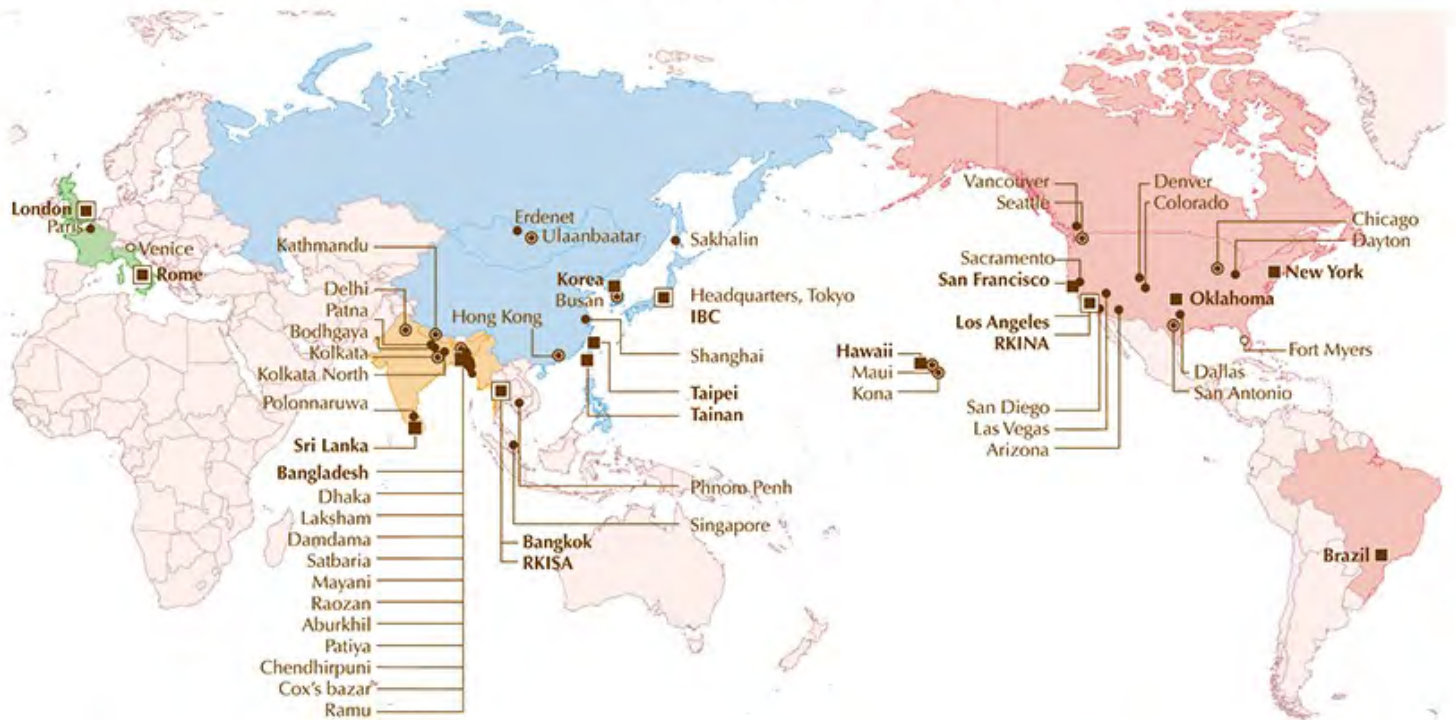 London
Paris
Venice
Rome
Kathmandu
Delhi
Patna
Bodhgaya
Kolkata
Kolkata North
Polonnaruwa
Sri Lanka
Bangladesh
Dhaka
Laksham
Damdama
Satbaria
Mayani
Raozan
Aburkhil
Patiya
Chendhirpuni
Cox's bazar
Ramu
Erdenet
Ulaanbaatar
Sakhalin
Korea
Busan
Headquarters, Tokyo
IBC
Hong Kong
Shanghai
Taipei
Tainan
Phnom Penh
Singapore
Bangkok
RKISA
Hawaii
Maui
Kona
Vancouver
Seattle
Denver
Colorado
Chicago
Dayton
Sacramento
San Francisco
New York
Oklahoma
Los Angeles
RKINA
Fort Myers
Dallas
San Antonio
San Diego
Las Vegas
Arizona
Brazil